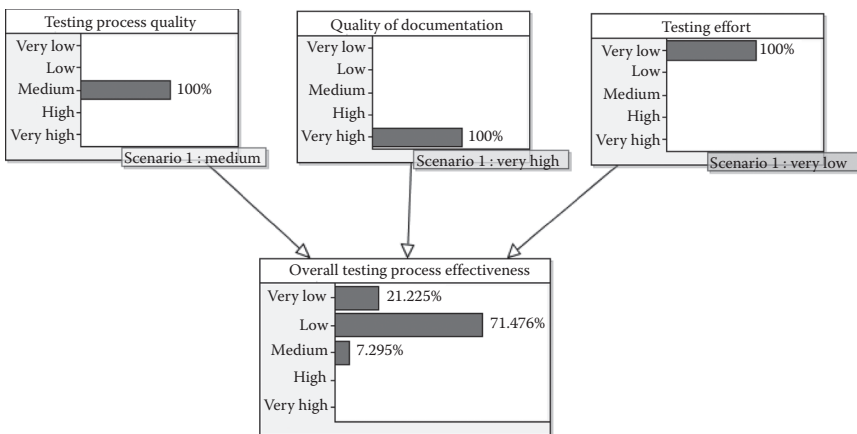 Testing process quality
Very low
Low
Medium
100%
High
Very high
Scenario 1 : medium
Quality of documentation
Very low
Low
Medium
High
Very high
100%
Scenario 1 : very high
Testing effort
Very low
100%
Low
Medium
High
Very high
Scenario 1 : very low
Overall testing process effectiveness
Very low
21.225%
Low
71.476%
Medium
7.295%
High
Very high